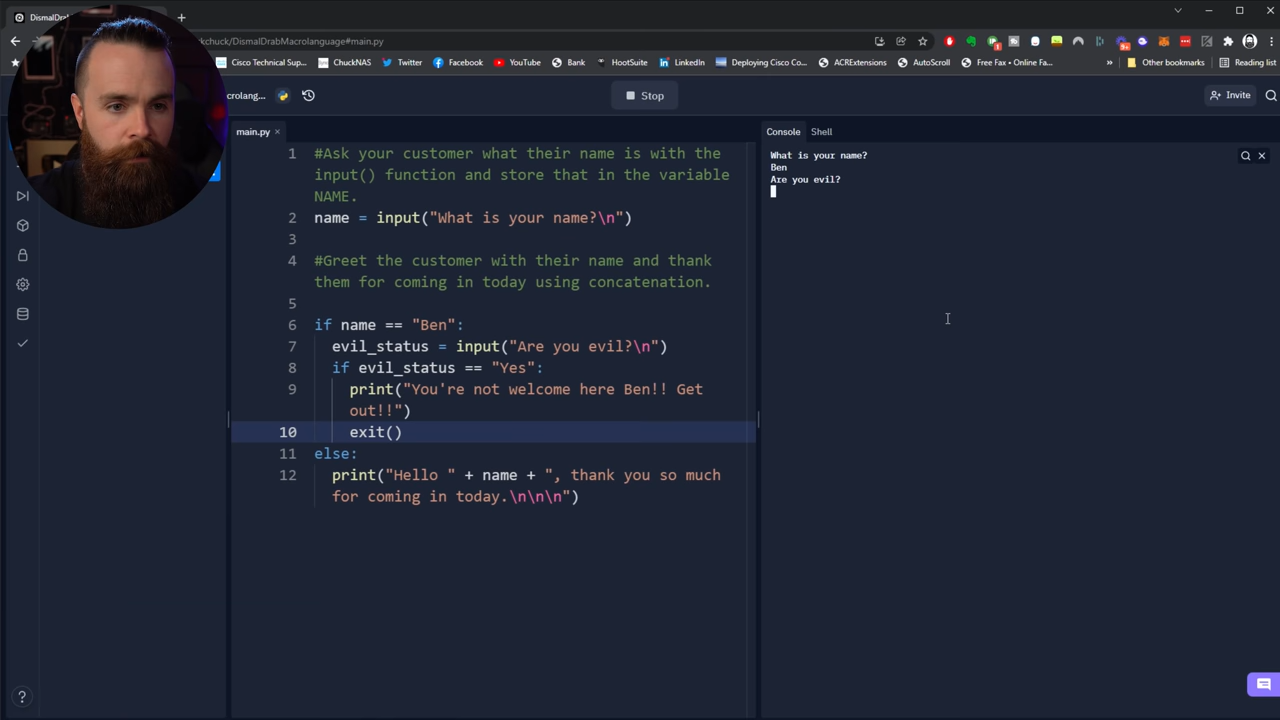 DismalDra
ckchuck/DismalDrabMacrolanguage#main.py
Cisco Technical Sup...
ChuckNAS
Twitter
Facebook
YouTube
Bank
HootSuite
LinkedIn
Deploying Cisco Co...
ACRExtensions
AutoScroll
Free Fax • Online Fa...
Other bookmarks
Reading list
crolang...
Stop
Invite
main.py
Console
Shell
1 #Ask your customer what their name is with the
input() function and store that in the variable
NAME.
2 name = input("What is your name?\n")
3
4 #Greet the customer with their name and thank
them for coming in today using concatenation.
5
6 if name == "Ben":
7 evil_status = input("Are you evil?\n")
8 if evil_status == "Yes":
9 print("You're not welcome here Ben!! Get
out!!")
10 exit()
11 else:
12 print("Hello " + name + ", thank you so much
for coming in today.\n\n\n")
What is your name?
Ben
Are you evil?